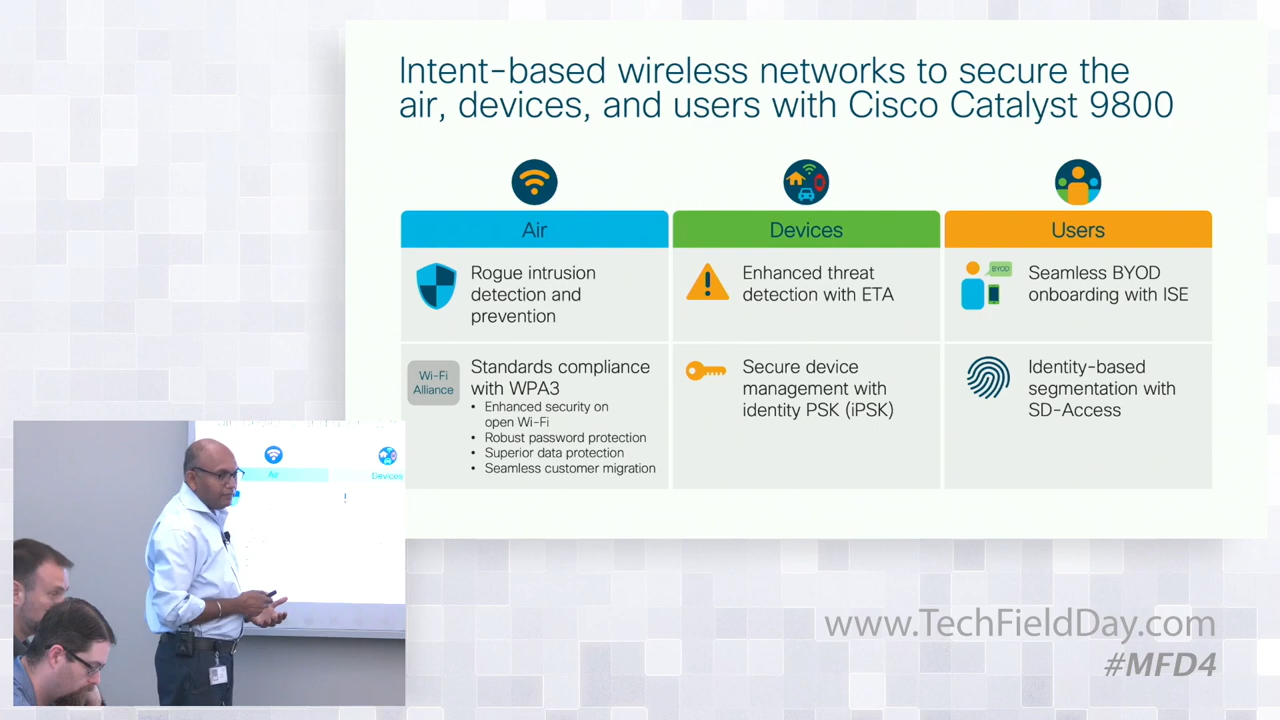 Intent-based wireless networks to secure the
air, devices, and users with Cisco Catalyst 9800
Air
Rogue intrusion
detection and
prevention
Wi-Fi
Alliance
Standards compliance
with WPA3
• Enhanced security on
open Wi-Fi
• Robust password protection
• Superior data protection
• Seamless customer migration
Devices
Enhanced threat
detection with ETA
Secure device
management with
identity PSK (iPSK)
Users
BYOD
Seamless BYOD
onboarding with ISE
Identity-based
segmentation with
SD-Access
Air
Devices
www.TechFieldDay.com
#MFD4